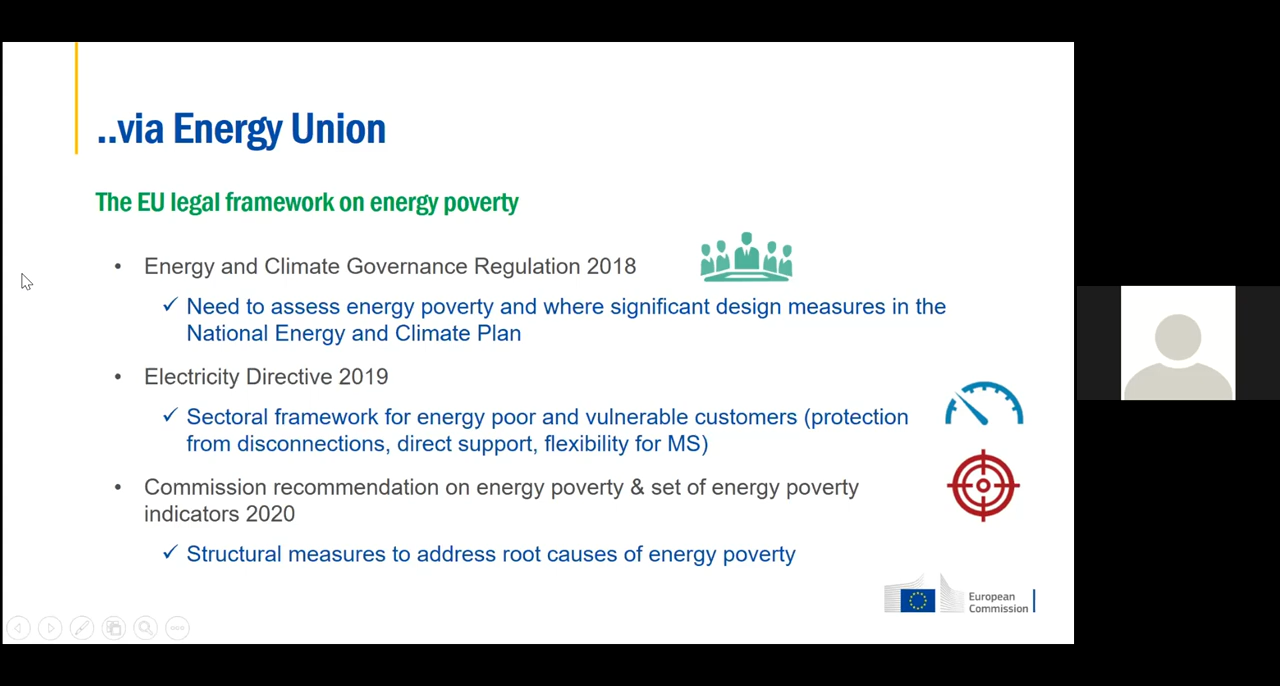 ..via Energy Union
The EU legal framework on energy poverty
• Energy and Climate Governance Regulation 2018
✓ Need to assess energy poverty and where significant design measures in the
National Energy and Climate Plan
• Electricity Directive 2019
✓ Sectoral framework for energy poor and vulnerable customers (protection
from disconnections, direct support, flexibility for MS)
• Commission recommendation on energy poverty & set of energy poverty
indicators 2020
✓ Structural measures to address root causes of energy poverty
European
Commission